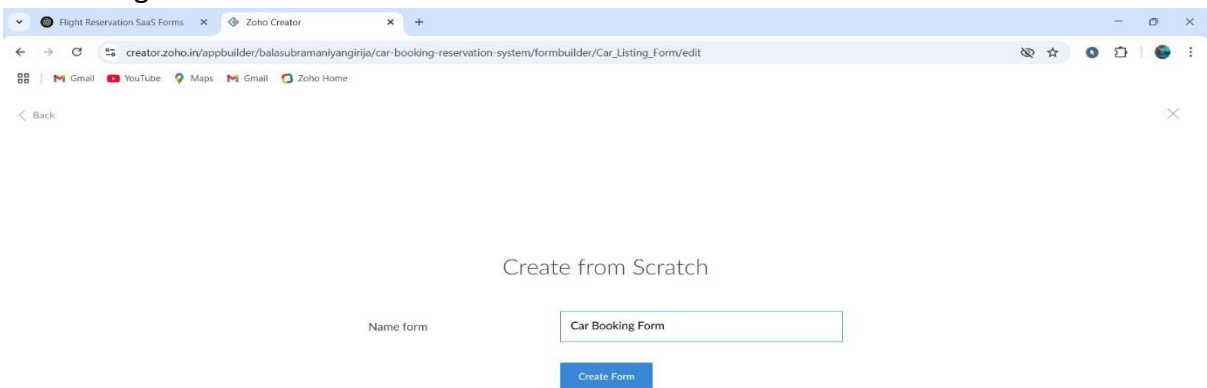 Flight Reservation SaaS Forms
Zoho Creator
creator.zoho.in/appbuilder/balasubramaniyangirija/car-booking-reservation-system/formbuilder/Car_Listing_Form/edit
Gmail YouTube Maps Gmail Zoho Home
Back
Create from Scratch
Name form Car Booking Form
Create Form